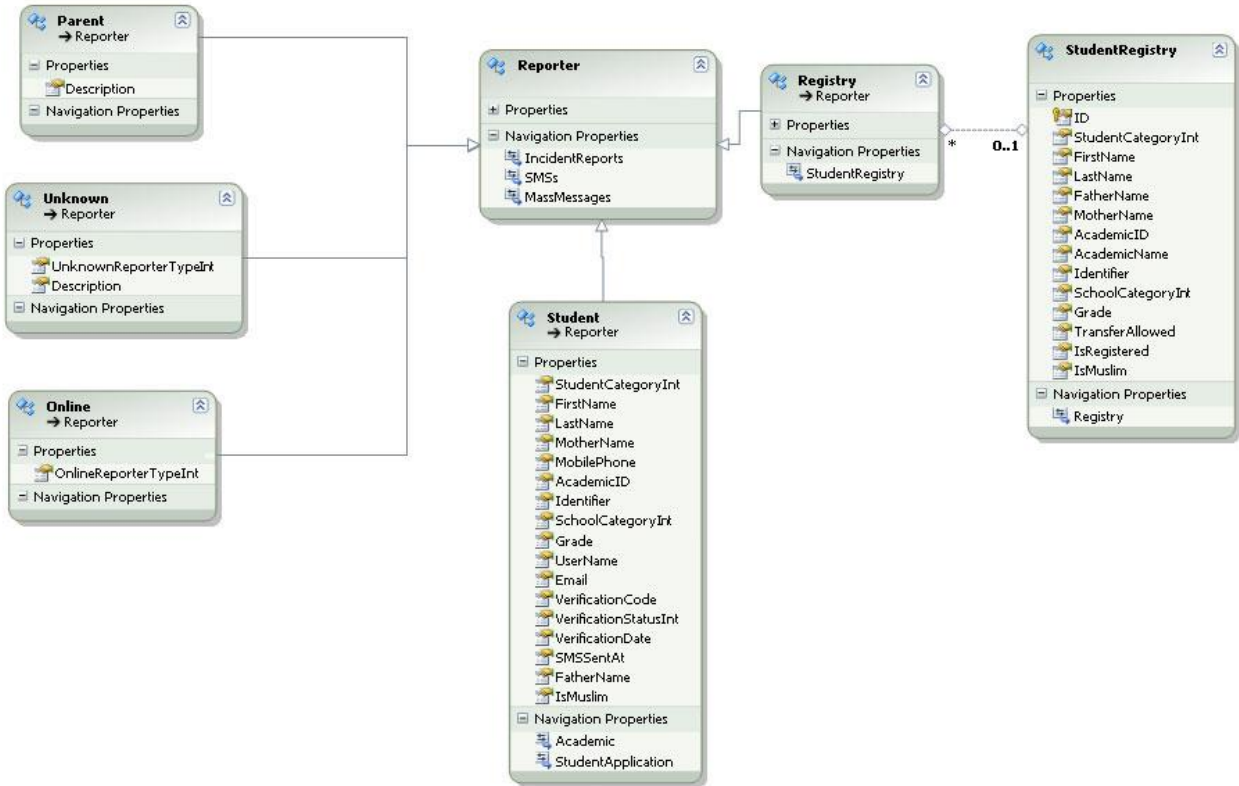 Parent
→ Reporter
Properties
Description
Navigation Properties
Unknown
→ Reporter
Properties
UnknownReporterTypeInt
Description
Navigation Properties
Online
→ Reporter
Properties
OnlineReporterTypeInt
Navigation Properties
Reporter
Properties
Navigation Properties
IncidentReports
SMSs
MassMessages
Student
→ Reporter
Properties
StudentCategoryInt
FirstName
LastName
MotherName
MobilePhone
AcademicID
Identifier
SchoolCategoryInt
Grade
UserName
Email
VerificationCode
VerificationStatusInt
VerificationDate
SMSSentAt
FatherName
IsMuslim
Navigation Properties
Academic
StudentApplication
Registry
→ Reporter
Properties
Navigation Properties
StudentRegistry
* 0..1
StudentRegistry
Properties
ID
StudentCategoryInt
FirstName
LastName
FatherName
MotherName
AcademicID
AcademicName
Identifier
SchoolCategoryInt
Grade
TransferAllowed
IsRegistered
IsMuslim
Navigation Properties
Registry